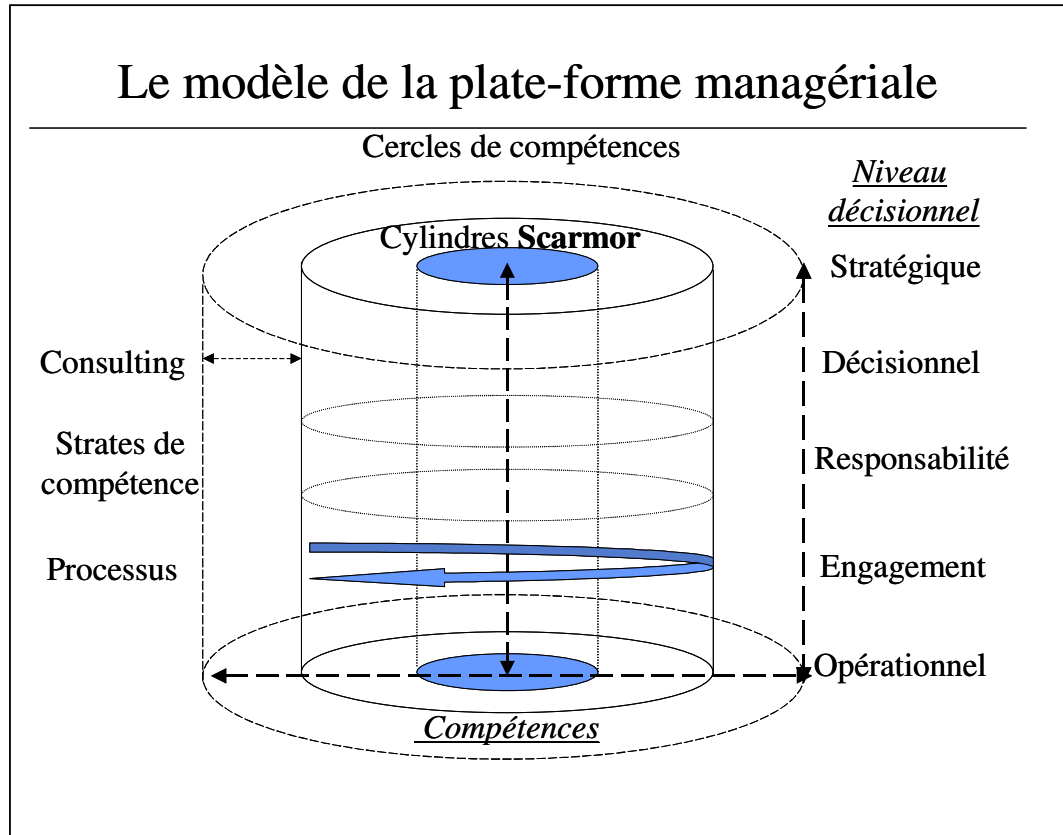 Le modèle de la plate-forme managériale
Cercles de compétences
Niveau
décisionnel
Cylindres Scarmor
Stratégique
Consulting
Décisionnel
Strates de
compétence
Responsabilité
Processus
Engagement
Opérationnel
Compétences